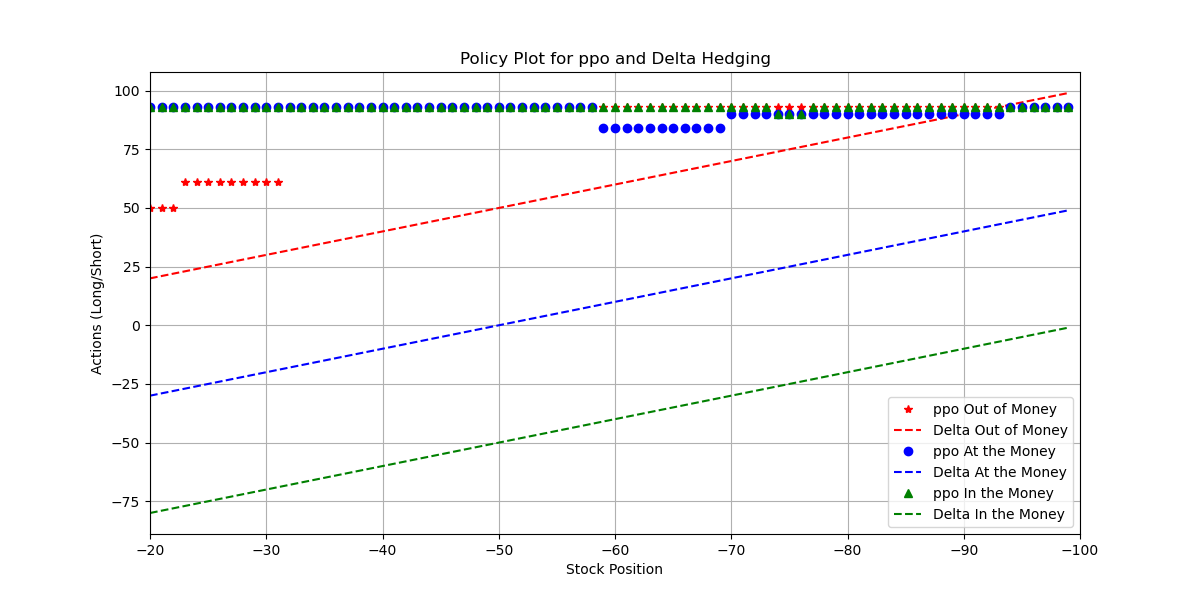 Policy Plot for ppo and Delta Hedging
Actions (Long/Short)
100
75
50
25
0
−25
−50
−75
−20
−30
−40
−50
−60
−70
−80
−90
−100
Stock Position
ppo Out of Money
Delta Out of Money
ppo At the Money
Delta At the Money
ppo In the Money
Delta In the Money